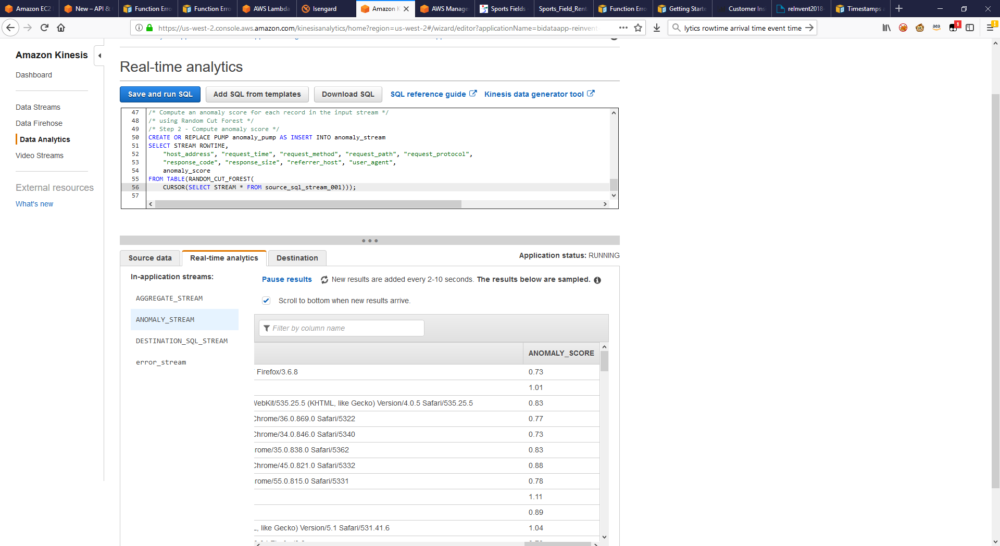 Amazon EC2
New – API &
Function Erro
Function Erro
AWS Lambda
Isengard
Amazon K
AWS Manage
Sports Fields
Sports_Field_Rent
Function Erro
Getting Starte
Customer Ins
reInvent2018-
Timestamps a
https://us-west-2.console.aws.amazon.com/kinesisanalytics/home?region=us-west-2#/wizard/editor?applicationName=bidataapp-reinvent
lytics rowtime arrival time event time
aea
1
Amazon Kinesis
Dashboard
Data Streams
Data Firehose
Data Analytics
Video Streams
External resources
What's new
Real-time analytics
Save and run SQL
Add SQL from templates
Download SQL
SQL reference guide
Kinesis data generator tool
47 /* Compute an anomaly score for each record in the input stream */
48 /* using Random Cut Forest */
49 /* Step 2 - Compute anomaly score */
50 CREATE OR REPLACE PUMP anomaly_pump AS INSERT INTO anomaly_stream
51 SELECT STREAM ROWTIME,
52 "host_address", "request_time", "request_method", "request_path", "request_protocol",
53 "response_code", "response_size", "referrer_host", "user_agent",
54 anomaly_score
55 FROM TABLE(RANDOM_CUT_FOREST(
56 CURSOR(SELECT STREAM * FROM source_sql_stream_001)));
57
Source data
Real-time analytics
Destination
Application status: RUNNING
In-application streams:
AGGREGATE_STREAM
ANOMALY_STREAM
DESTINATION_SQL_STREAM
error_stream
Pause results
New results are added every 2-10 seconds. The results below are sampled.
Scroll to bottom when new results arrive.
Filter by column name
ANOMALY_SCORE
Firefox/3.6.8 0.73
1.01
WebKit/535.25.5 (KHTML, like Gecko) Version/4.0.5 Safari/535.25.5 0.83
Chrome/36.0.869.0 Safari/5322 0.77
Chrome/34.0.846.0 Safari/5340 0.73
rome/35.0.838.0 Safari/5362 0.83
Chrome/45.0.821.0 Safari/5332 0.88
rome/55.0.815.0 Safari/5331 0.78
1.11
0.89
L, like Gecko) Version/5.1 Safari/531.41.6 1.04